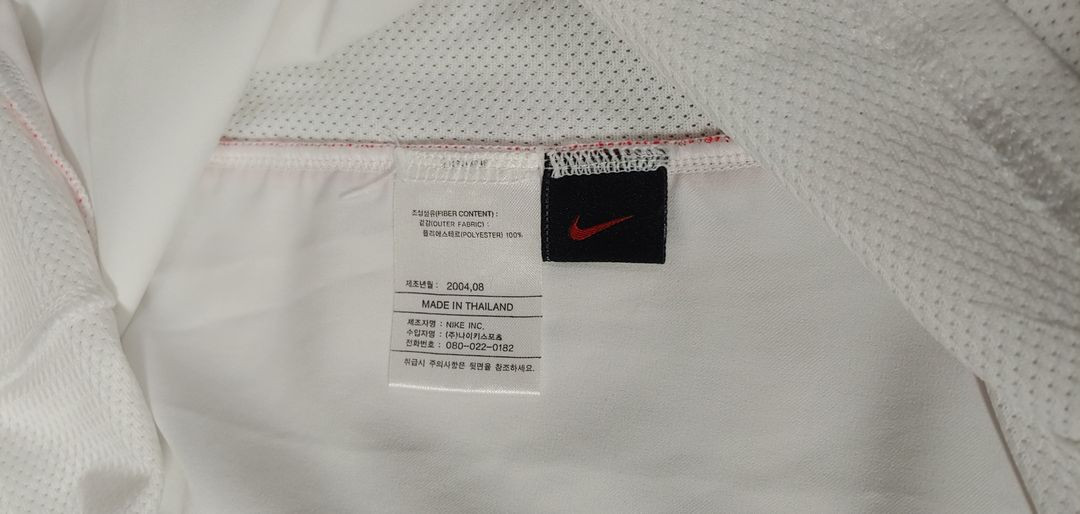 조성섬유(FIBER CONTENT) :
겉감(OUTER FABRIC) :
폴리에스테르(POLYESTER) 100%
제조년월 : 2004,08
MADE IN THAILAND
제조자명 : NIKE INC,
수입자명 : (주)나이키스포츠
전화번호 : 080-022-0182
취급시 주의사항은 뒷면을 참조하세요.